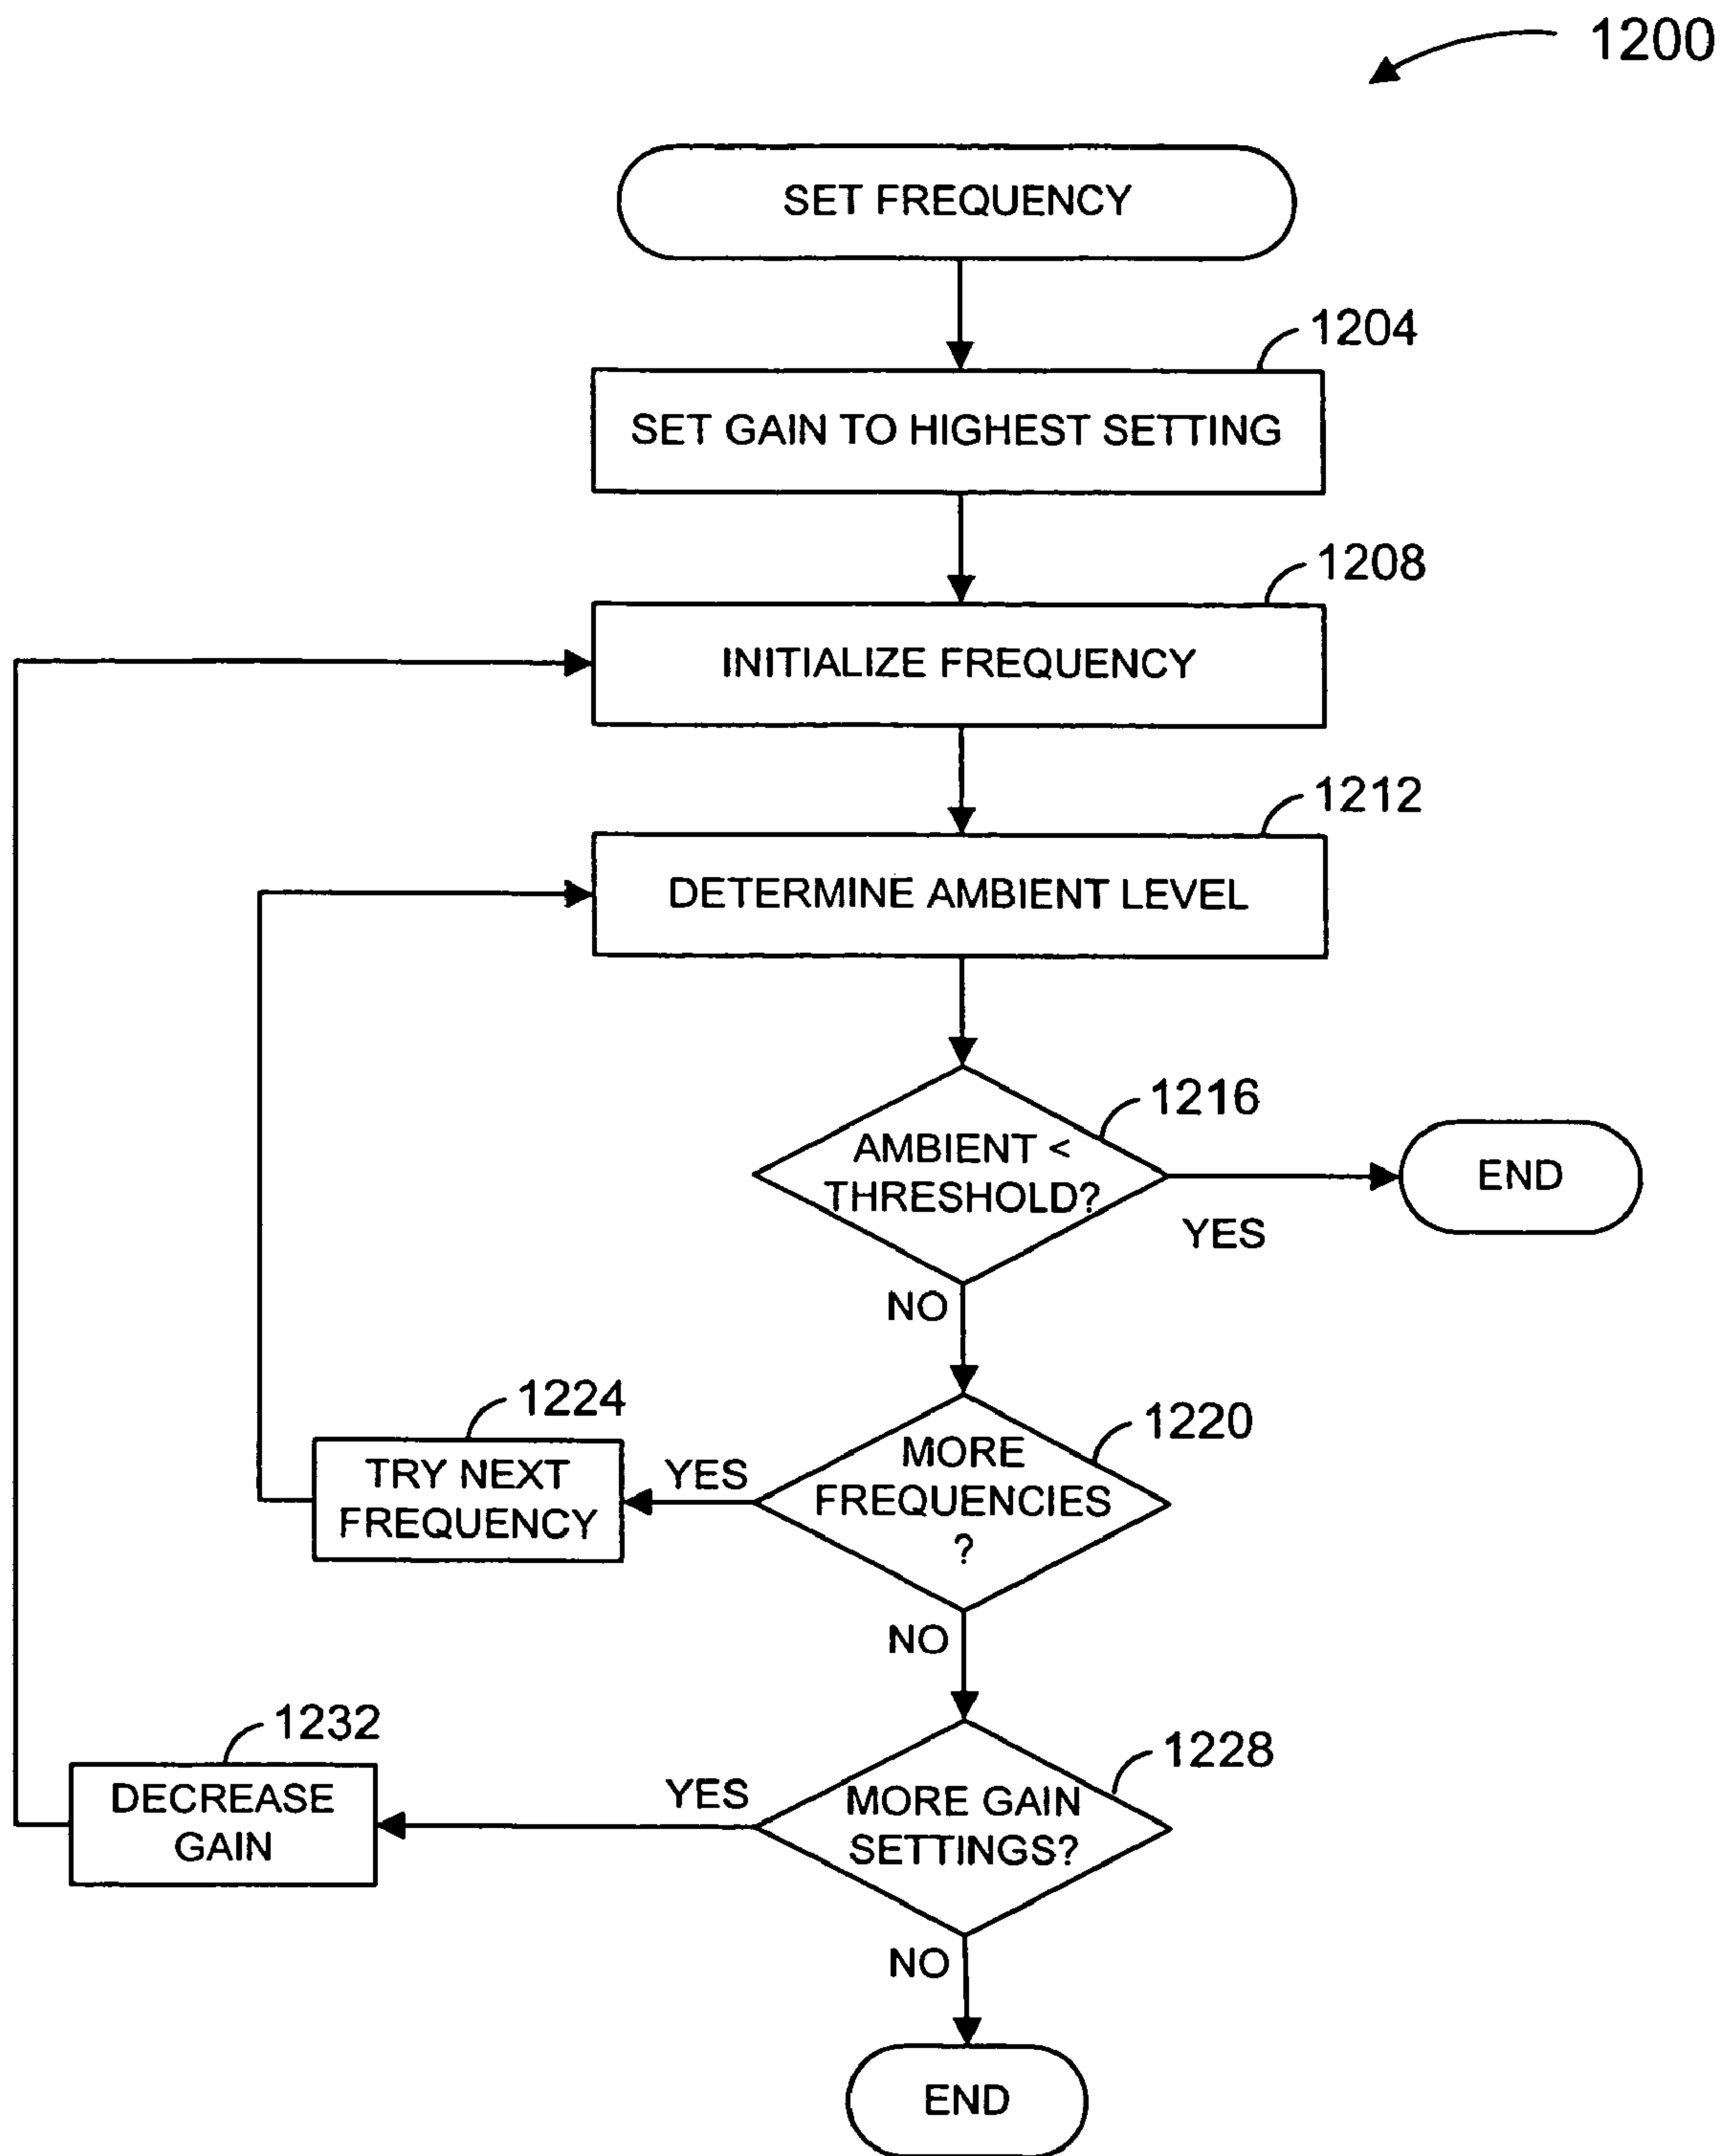 1200
SET FREQUENCY
1204
SET GAIN TO HIGHEST SETTING
1208
INITIALIZE FREQUENCY
1212
DETERMINE AMBIENT LEVEL
1216
AMBIENT <
THRESHOLD?
YES
END
NO
1220
MORE
FREQUENCIES
?
YES
1224
TRY NEXT
FREQUENCY
NO
1228
MORE GAIN
SETTINGS?
YES
1232
DECREASE
GAIN
NO
END